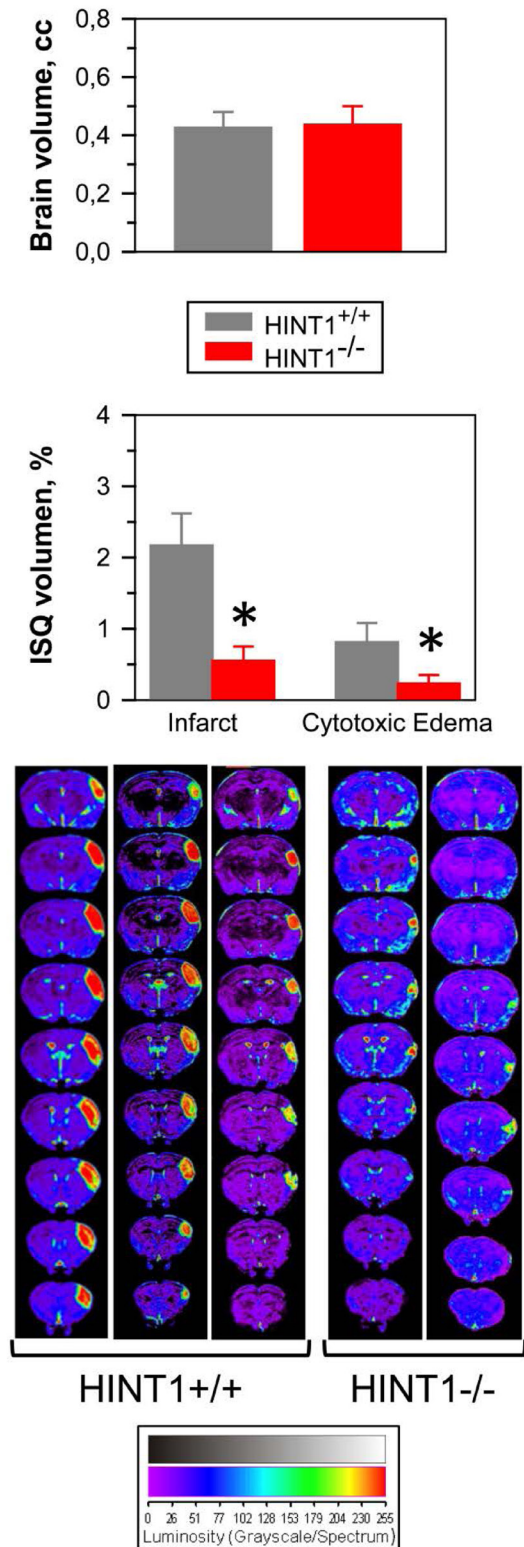 Brain volume, cc
0,8
0,6
0,4
0,2
0,0
HINT1+/+
HINT1-/-
ISQ volumen, %
4
3
2
1
0
*
*
Infarct
Cytotoxic Edema
HINT1+/+
HINT1-/-
0 26 51 77 102 128 153 179 204 230 255
Luminosity (Grayscale/Spectrum)